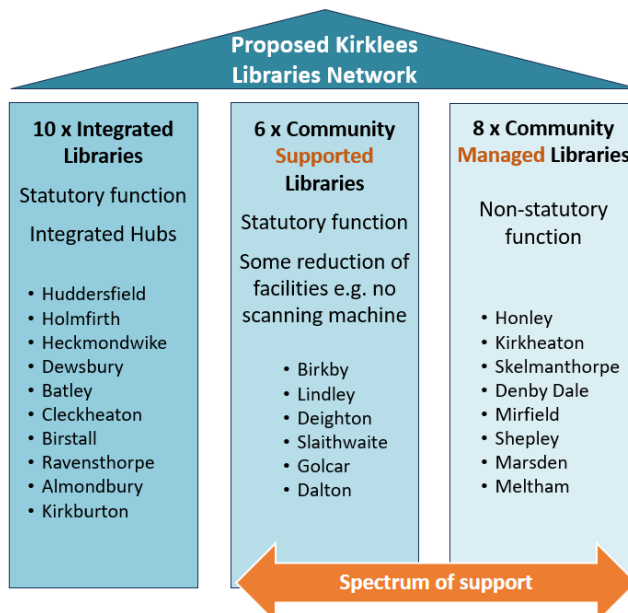 Proposed Kirklees
Libraries Network
10 x Integrated
Libraries
Statutory function
Integrated Hubs
• Huddersfield
• Holmfirth
• Heckmondwike
• Dewsbury
• Batley
• Cleckheaton
• Birstall
• Ravensthorpe
• Almondbury
• Kirkburton
6 x Community
Supported
Libraries
Statutory function
Some reduction of
facilities e.g. no
scanning machine
• Birkby
• Lindley
• Deighton
• Slaithwaite
• Golcar
• Dalton
8 x Community
Managed Libraries
Non-statutory
function
• Honley
• Kirkheaton
• Skelmanthorpe
• Denby Dale
• Mirfield
• Shepley
• Marsden
• Meltham
Spectrum of support